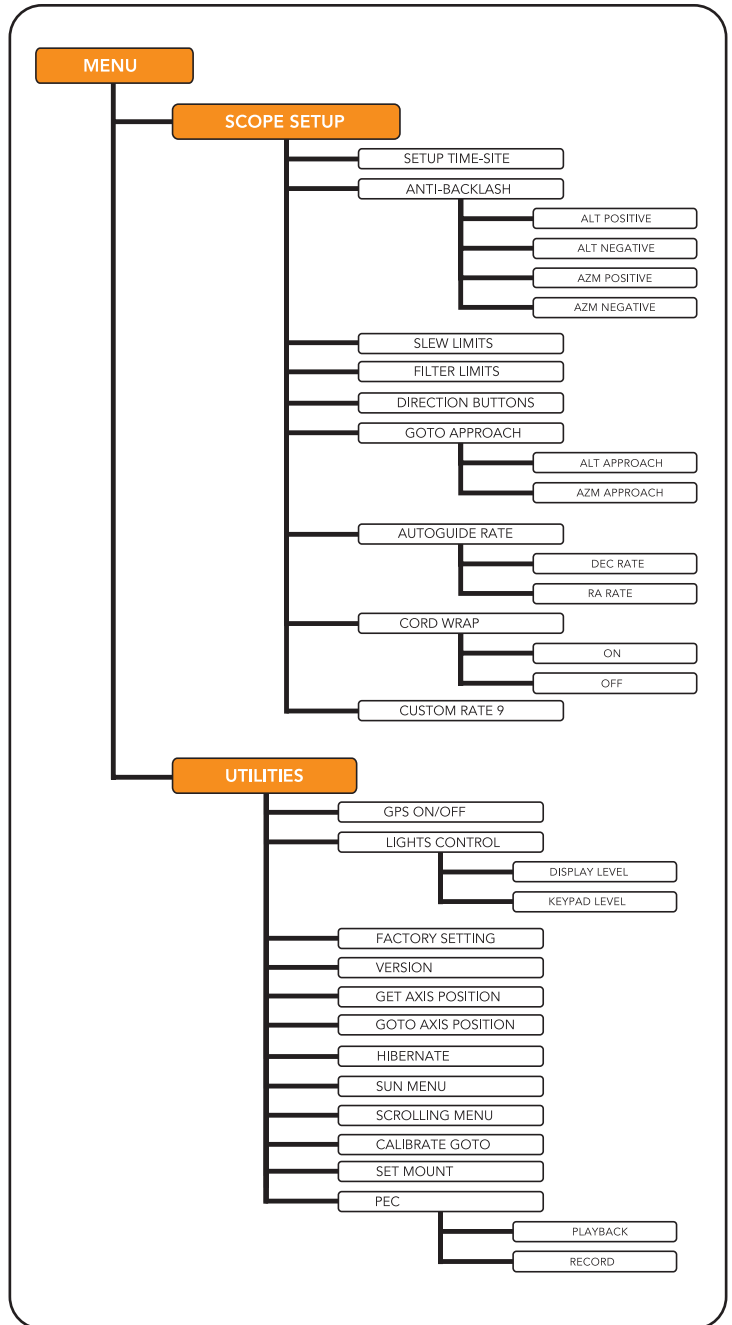 MENU
SCOPE SETUP
SETUP TIME-SITE
ANTI-BACKLASH
ALT POSITIVE
ALT NEGATIVE
AZM POSITIVE
AZM NEGATIVE
SLEW LIMITS
FILTER LIMITS
DIRECTION BUTTONS
GOTO APPROACH
ALT APPROACH
AZM APPROACH
AUTOGUIDE RATE
DEC RATE
RA RATE
CORD WRAP
ON
OFF
CUSTOM RATE 9
UTILITIES
GPS ON/OFF
LIGHTS CONTROL
DISPLAY LEVEL
KEYPAD LEVEL
FACTORY SETTING
VERSION
GET AXIS POSITION
GOTO AXIS POSITION
HIBERNATE
SUN MENU
SCROLLING MENU
CALIBRATE GOTO
SET MOUNT
PEC
PLAYBACK
RECORD